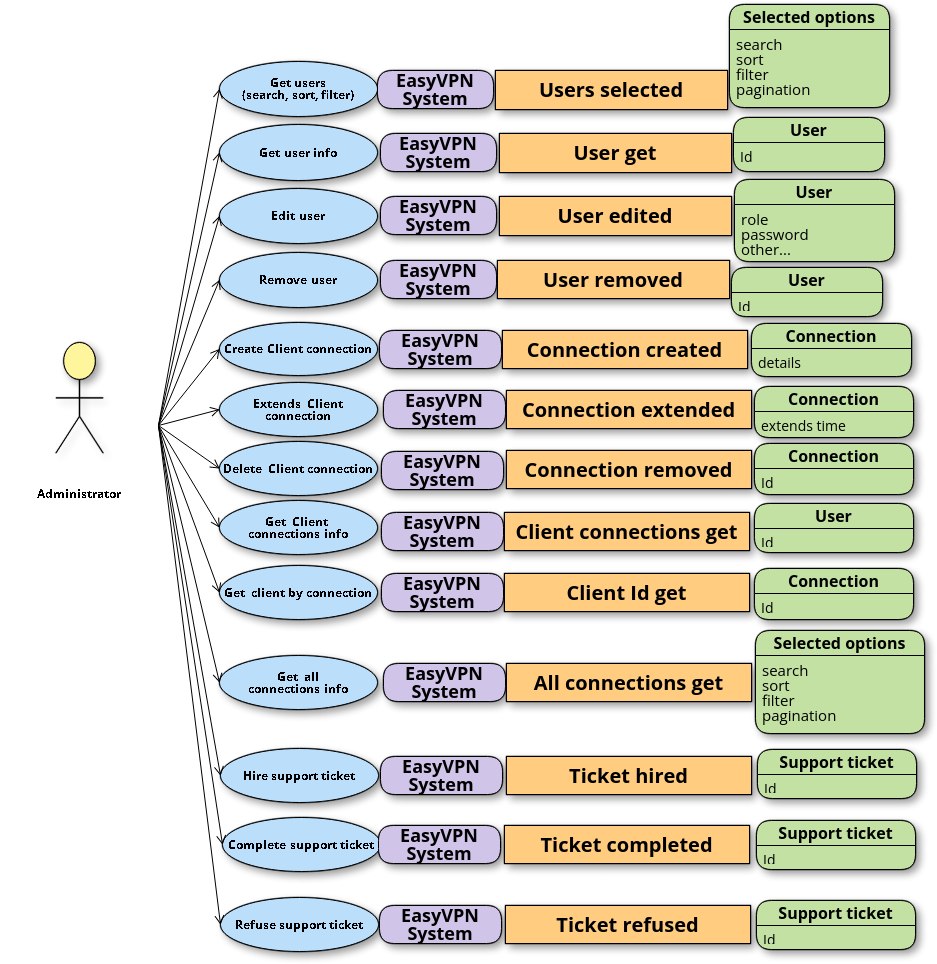 Selected options
search
sort
filter
pagination
Get users
(search, sort, filter)
EasyVPN
System
Users selected
Get user info
EasyVPN
System
User get
User
Id
Edit user
EasyVPN
System
User edited
User
role
password
other...
Remove user
EasyVPN
System
User removed
User
Id
Create Client connection
EasyVPN
System
Connection created
Connection
details
Extends Client
connection
EasyVPN
System
Connection extended
Connection
extends time
Delete Client connection
EasyVPN
System
Connection removed
Connection
Id
Administrator
Get Client
connections info
EasyVPN
System
Client connections get
User
Id
Get client by connection
EasyVPN
System
Client Id get
Connection
Id
Get all
connections info
EasyVPN
System
All connections get
Selected options
search
sort
filter
pagination
Hire support ticket
EasyVPN
System
Ticket hired
Support ticket
Id
Complete support ticket
EasyVPN
System
Ticket completed
Support ticket
Id
Refuse support ticket
EasyVPN
System
Ticket refused
Support ticket
Id